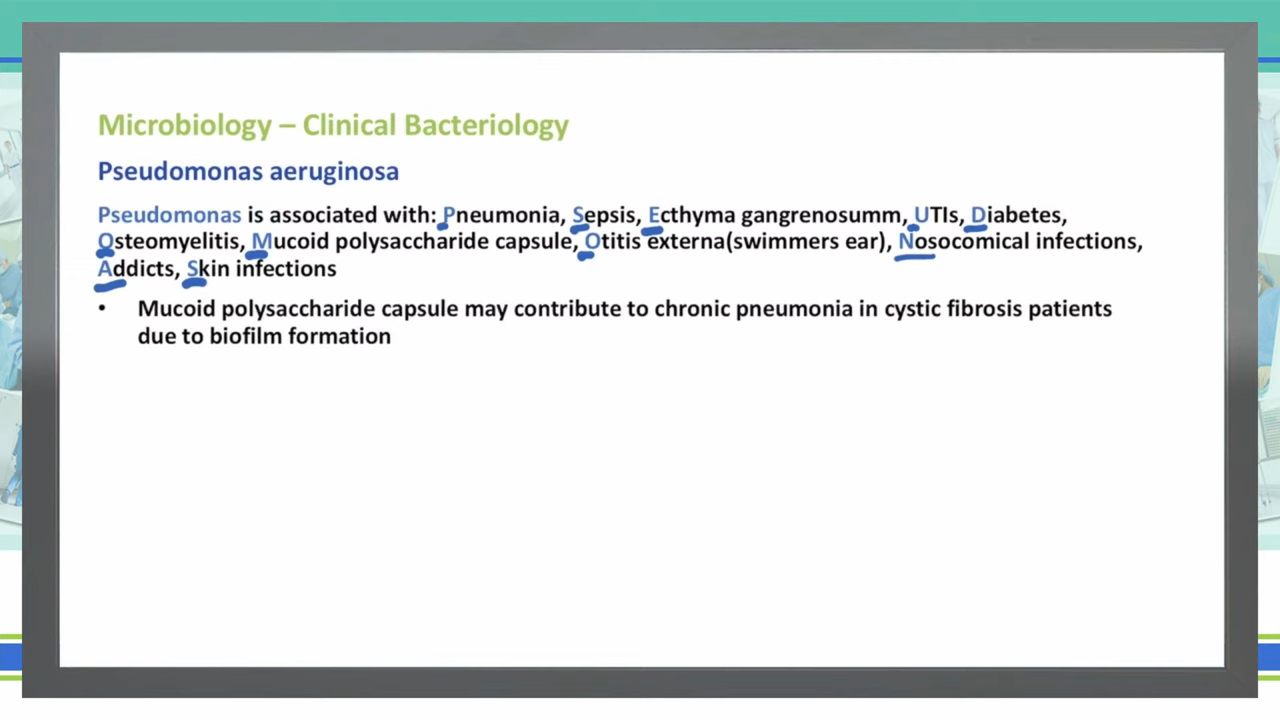 Microbiology – Clinical Bacteriology
Pseudomonas aeruginosa
Pseudomonas is associated with: Pneumonia, Sepsis, Ecthyma gangrenosumm, UTIs, Diabetes,
Osteomyelitis, Mucoid polysaccharide capsule, Otitis externa(swimmers ear), Nosocomical infections,
Addicts, Skin infections
• Mucoid polysaccharide capsule may contribute to chronic pneumonia in cystic fibrosis patients
due to biofilm formation